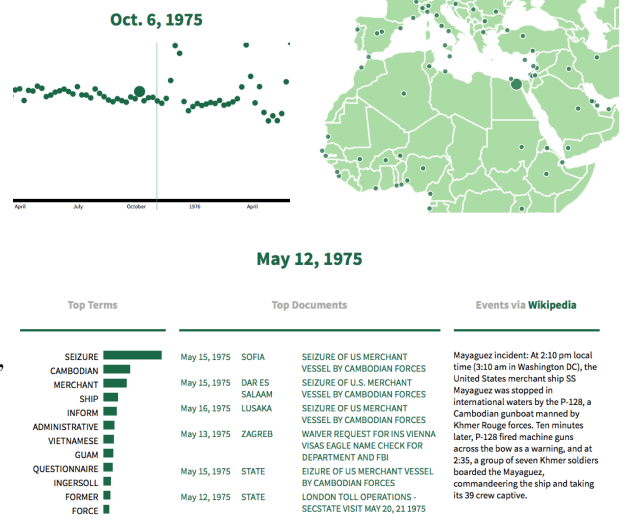 Oct. 6, 1975
April July October 1976 April
May 12, 1975
Top Terms
SEIZURE
CAMBODIAN
MERCHANT
SHIP
INFORM
ADMINISTRATIVE
VIETNAMESE
GUAM
QUESTIONNAIRE
INGERSOLL
FORMER
FORCE
Top Documents
May 15, 1975 SOFIA SEIZURE OF US MERCHANT
VESSEL BY CAMBODIAN FORCES
May 15, 1975 DAR ES SEIZURE OF U.S. MERCHANT
SALAAM VESSEL BY CAMBODIAN FORCES
May 16, 1975 LUSAKA SEIZURE OF US MERCHANT
VESSEL BY CAMBODIAN FORCES
May 13, 1975 ZAGREB WAIVER REQUEST FOR INS VIENNA
VISAS EAGLE NAME CHECK FOR
DEPARTMENT AND FBI
May 15, 1975 STATE EIZURE OF US MERCHANT VESSEL
BY CAMBODIAN FORCES
May 12, 1975 STATE LONDON TOLL OPERATIONS -
SECSTATE VISIT MAY 20, 21 1975
Events via Wikipedia
Mayaguez incident: At 2:10 pm local
time (3:10 am in Washington DC), the
United States merchant ship SS
Mayaguez was stopped in
international waters by the P-128, a
Cambodian gunboat manned by
Khmer Rouge forces. Ten minutes
later, P-128 fired machine guns
across the bow as a warning, and at
2:35, a group of seven Khmer soldiers
boarded the Mayaguez,
commandeering the ship and taking
its 39 crew captive.